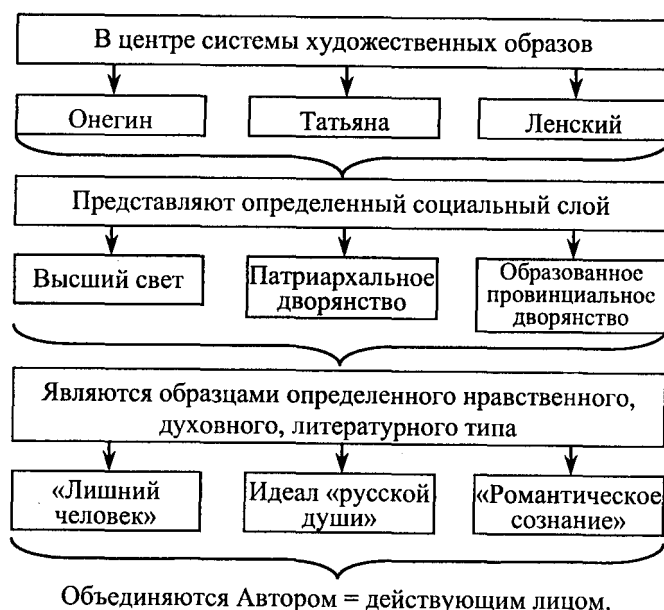 В центре системы художественных образов
Онегин
Татьяна
Ленский
Представляют определенный социальный слой
Высший свет
Патриархальное
дворянство
Образованное
провинциальное
дворянство
Являются образцами определенного нравственного,
духовного, литературного типа
«Лишний
человек»
Идеал «русской
души»
«Романтическое
сознание»
Объединяются Автором = действующим лицом.